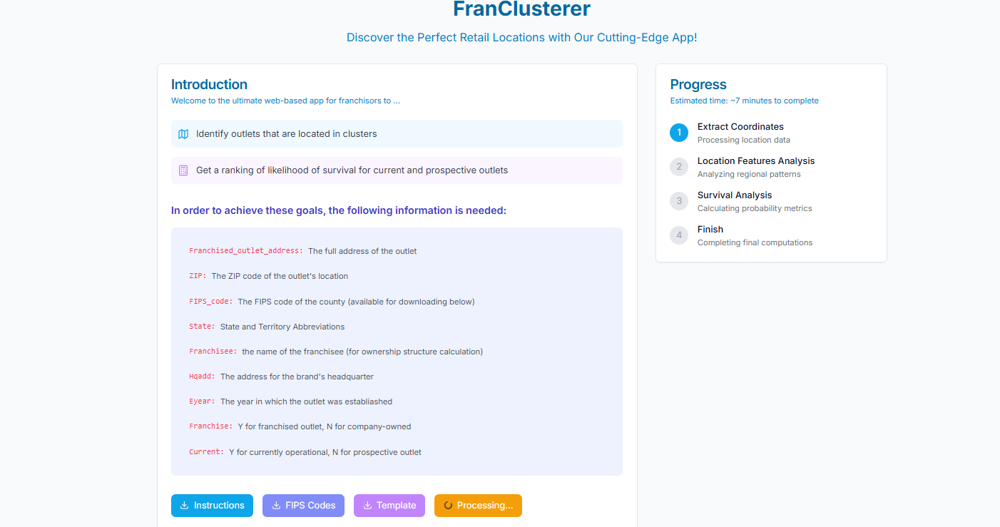 FranClusterer
Discover the Perfect Retail Locations with Our Cutting-Edge App!
Introduction
Welcome to the ultimate web-based app for franchisors to ...
Identify outlets that are located in clusters
Get a ranking of likelihood of survival for current and prospective outlets
In order to achieve these goals, the following information is needed:
Franchised_outlet_address: The full address of the outlet
ZIP: The ZIP code of the outlet's location
FIPS_code: The FIPS code of the county (available for downloading below)
State: State and Territory Abbreviations
Franchisee: the name of the franchisee (for ownership structure calculation)
Hqadd: The address for the brand's headquarter
Eyear: The year in which the outlet was establiashed
Franchise: Y for franchised outlet, N for company-owned
Current: Y for currently operational, N for prospective outlet
Instructions
FIPS Codes
Template
Processing...
Progress
Estimated time: ~7 minutes to complete
1
Extract Coordinates
Processing location data
2
Location Features Analysis
Analyzing regional patterns
3
Survival Analysis
Calculating probability metrics
4
Finish
Completing final computations